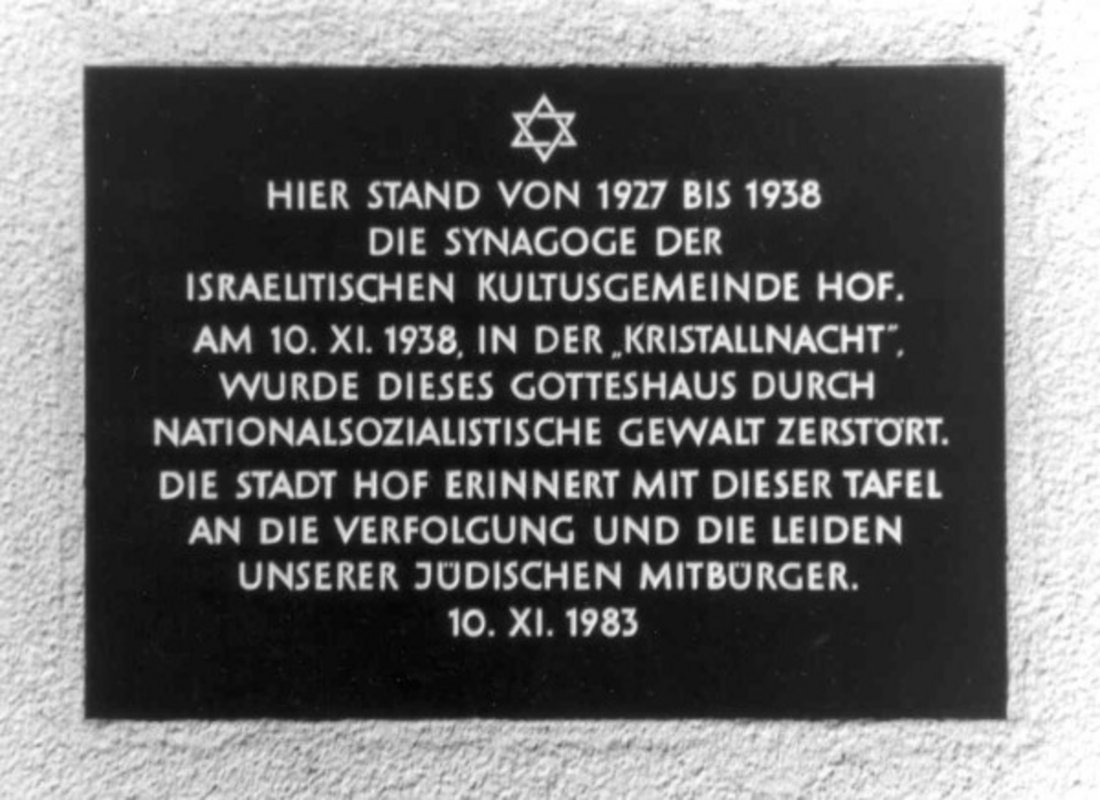 HIER STAND VON 1927 BIS 1938
DIE SYNAGOGE DER
ISRAELITISCHEN KULTUSGEMEINDE HOF.
AM 10. XI. 1938, IN DER „KRISTALLNACHT“,
WURDE DIESES GOTTESHAUS DURCH
NATIONALSOZIALISTISCHE GEWALT ZERSTÖRT.
DIE STADT HOF ERINNERT MIT DIESER TAFEL
AN DIE VERFOLGUNG UND DIE LEIDEN
UNSERER JÜDISCHEN MITBÜRGER.
10. XI. 1983